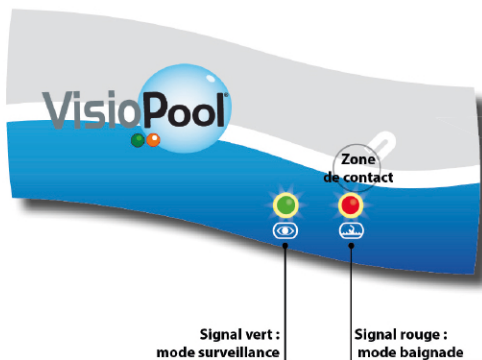 VisioPool
Zone
de contact
Signal vert :
mode surveillance
Signal rouge :
mode baignade